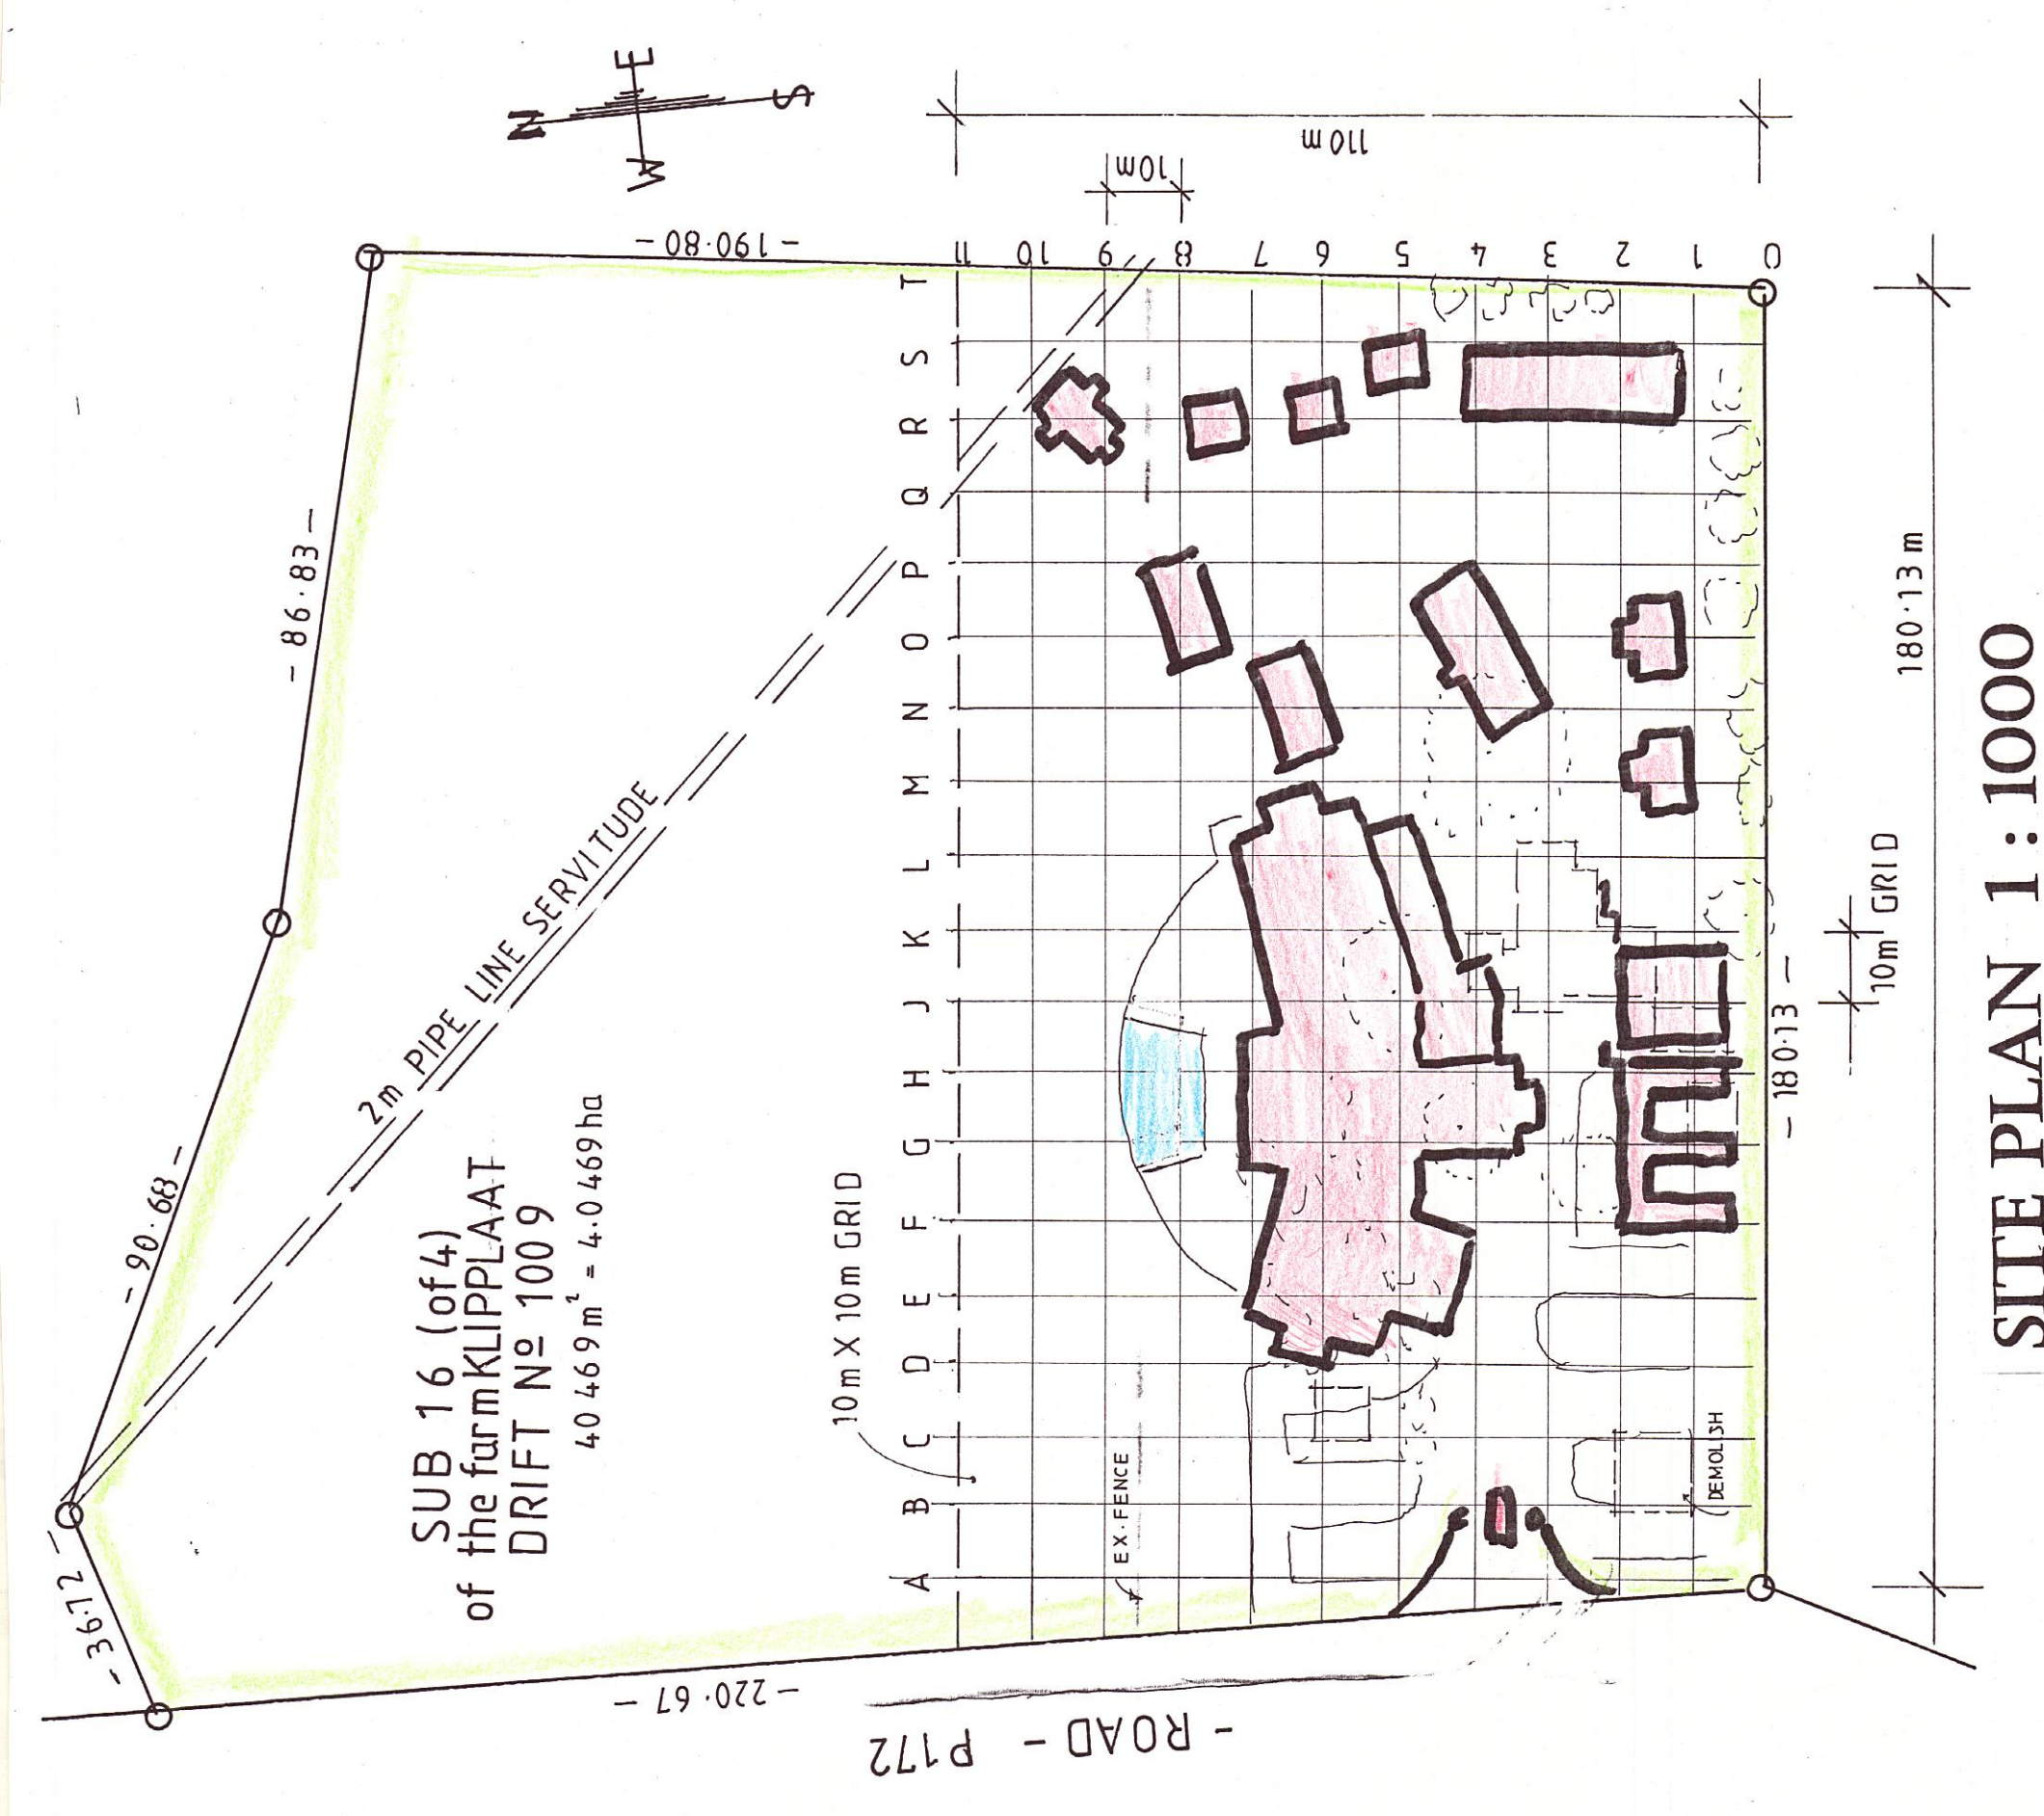 N
E
W
S
- 36·72 -
- 90·68 -
- 86·83 -
- 190·80 -
- 220·67 -
2m PIPE LINE SERVITUDE
SUB 16 (of 4)
of the farm KLIPPLAAT
DRIFT Nº 1009
40 469 m² = 4.0469 ha
10m X 10m GRID
EX. FENCE
DEMOLISH
A B C D E F G H J K L M N O P Q R S T
11 10 9 8 7 6 5 4 3 2 1 0
10m
110m
- 180·13 -
10m GRID
180·13 m
- ROAD - P172
SITE PLAN 1 : 1000